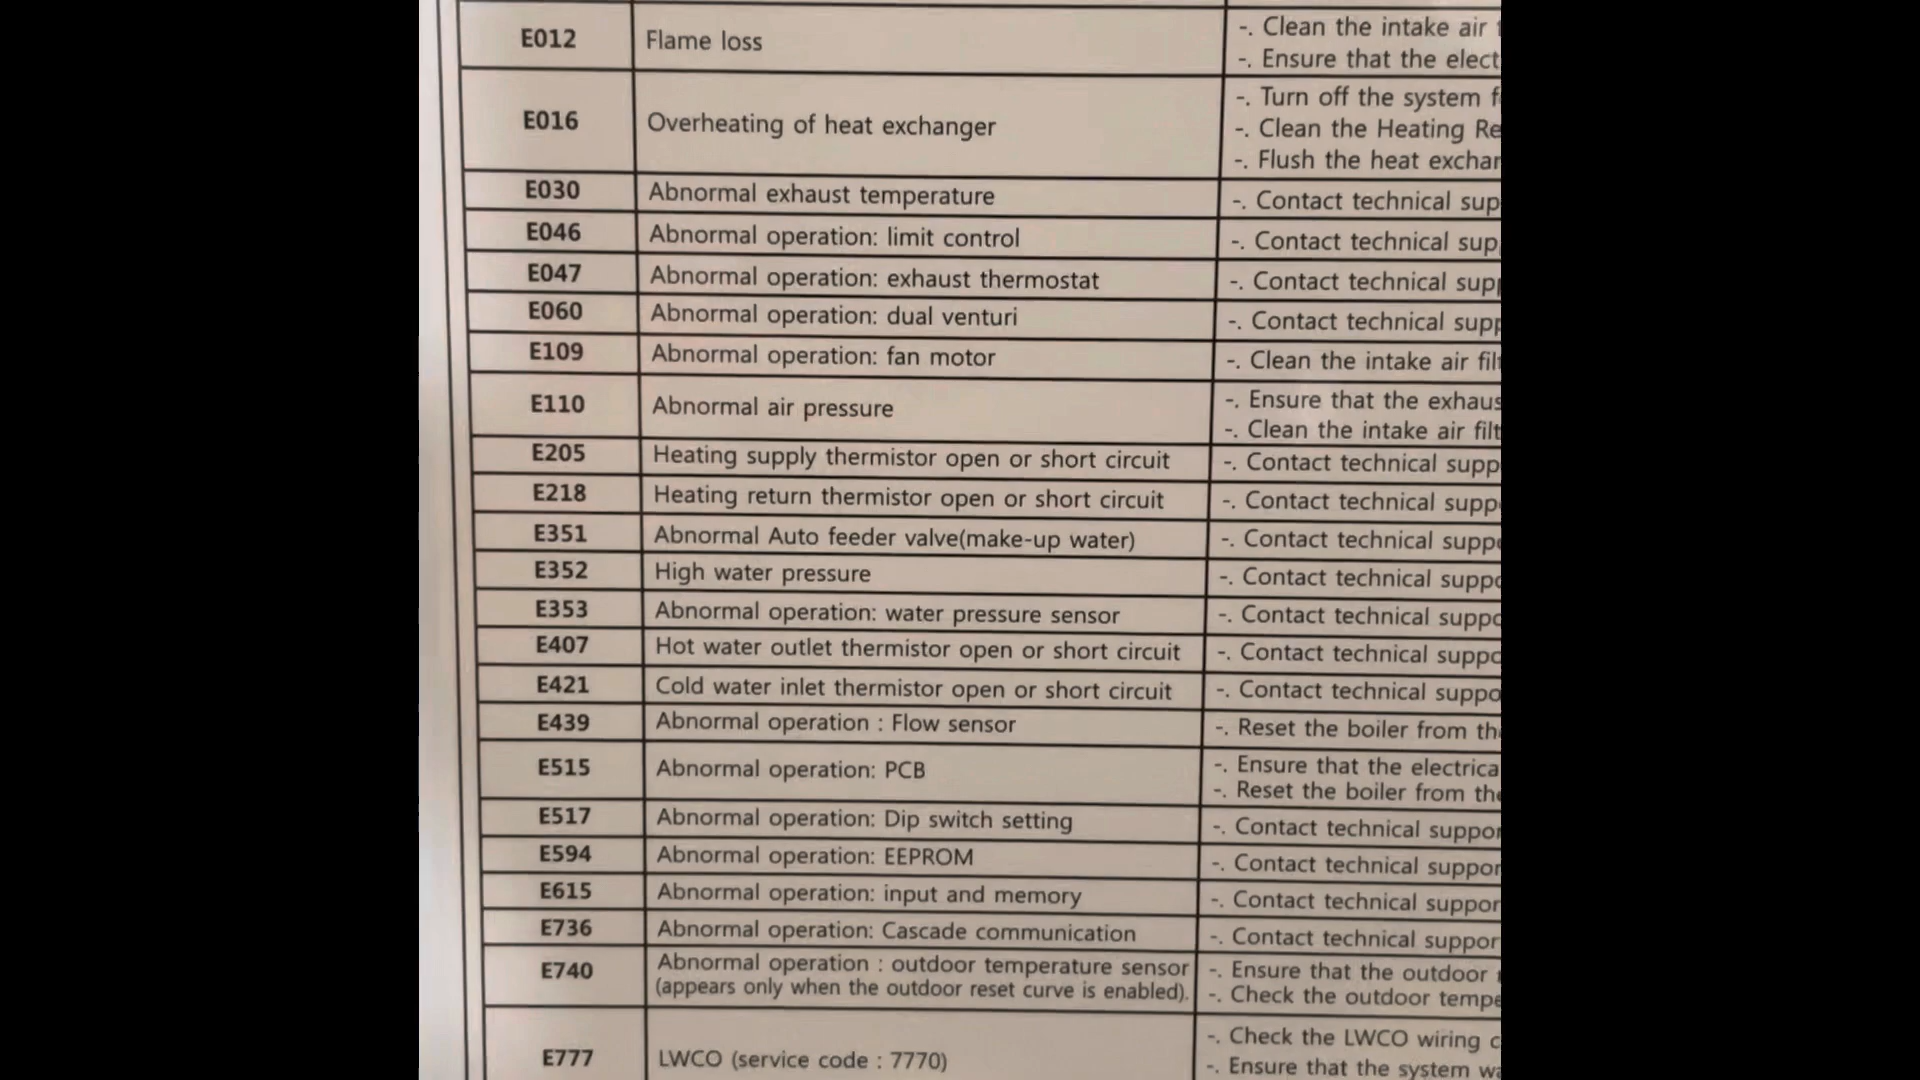 E012 Flame loss -. Clean the intake air
-. Ensure that the elect
E016 Overheating of heat exchanger -. Turn off the system
-. Clean the Heating Re
-. Flush the heat exchan
E030 Abnormal exhaust temperature -. Contact technical sup
E046 Abnormal operation: limit control -. Contact technical sup
E047 Abnormal operation: exhaust thermostat -. Contact technical sup
E060 Abnormal operation: dual venturi -. Contact technical supp
E109 Abnormal operation: fan motor -. Clean the intake air fil
E110 Abnormal air pressure -. Ensure that the exhaus
-. Clean the intake air filt
E205 Heating supply thermistor open or short circuit -. Contact technical supp
E218 Heating return thermistor open or short circuit -. Contact technical supp
E351 Abnormal Auto feeder valve(make-up water) -. Contact technical supp
E352 High water pressure -. Contact technical suppo
E353 Abnormal operation: water pressure sensor -. Contact technical suppo
E407 Hot water outlet thermistor open or short circuit -. Contact technical suppo
E421 Cold water inlet thermistor open or short circuit -. Contact technical suppo
E439 Abnormal operation : Flow sensor -. Reset the boiler from th
E515 Abnormal operation: PCB -. Ensure that the electrica
-. Reset the boiler from the
E517 Abnormal operation: Dip switch setting -. Contact technical suppor
E594 Abnormal operation: EEPROM -. Contact technical suppor
E615 Abnormal operation: input and memory -. Contact technical suppor
E736 Abnormal operation: Cascade communication -. Contact technical suppor
E740 Abnormal operation : outdoor temperature sensor -. Ensure that the outdoor
(appears only when the outdoor reset curve is enabled). -. Check the outdoor tempe
E777 LWCO (service code : 7770) -. Check the LWCO wiring c
-. Ensure that the system wa